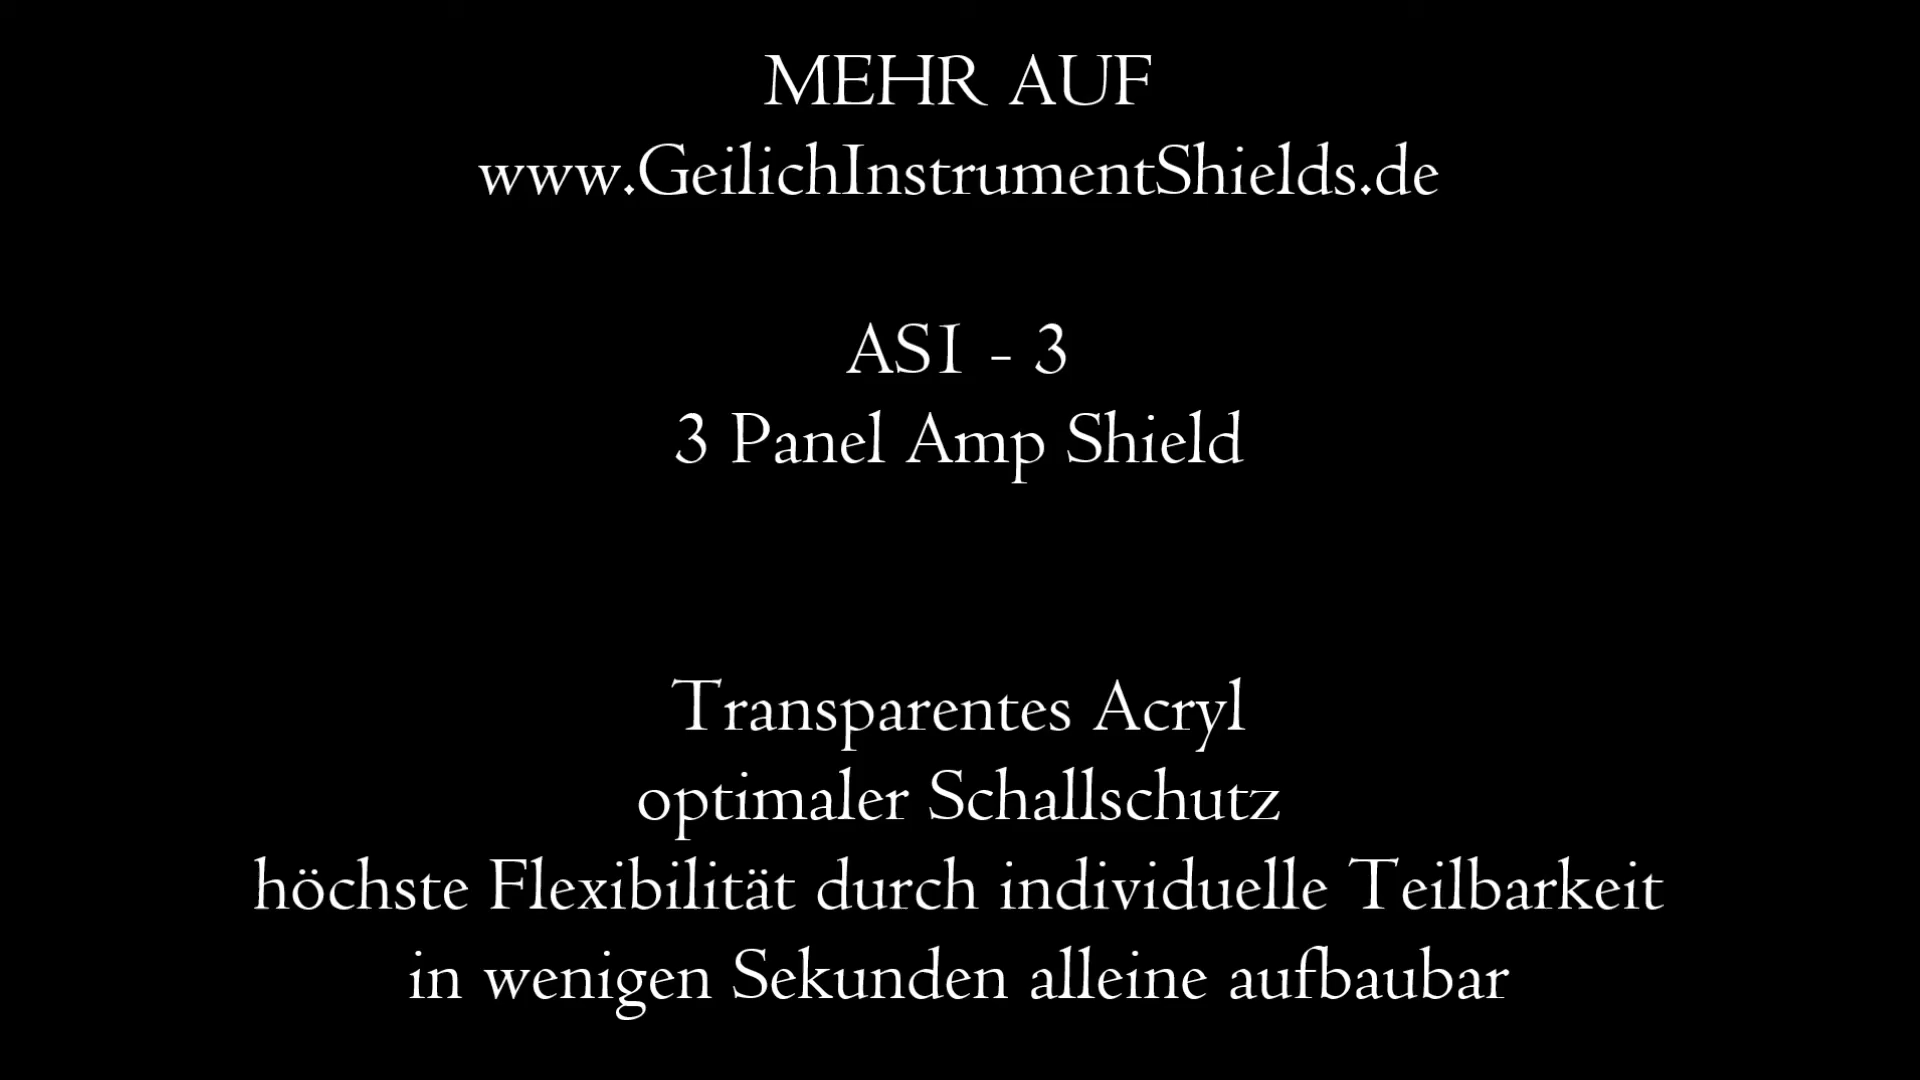 MEHR AUF
www.GeilichInstrumentShields.de
AS1 - 3
3 Panel Amp Shield
Transparentes Acryl
optimaler Schallschutz
höchste Flexibilität durch individuelle Teilbarkeit
in wenigen Sekunden alleine aufbaubar